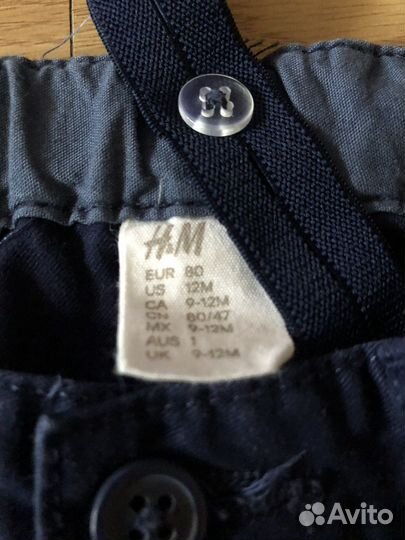 H&M
EUR 80
US 12M
CA 9-12M
CN 80/47
MX 9-12M
AUS 1
UK 9-12M
Avito